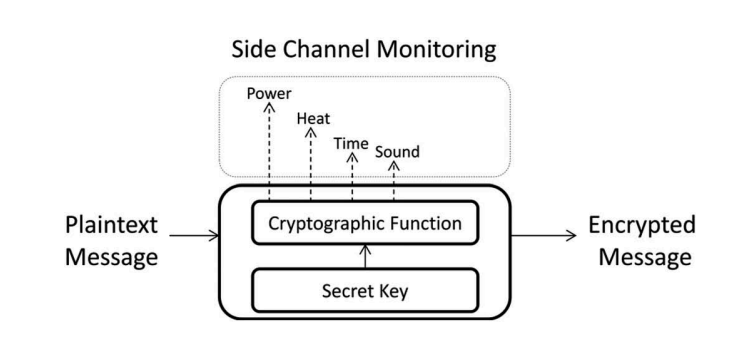 Side Channel Monitoring
Power
Heat
Time
Sound
Plaintext
Message
Cryptographic Function
Secret Key
Encrypted
Message